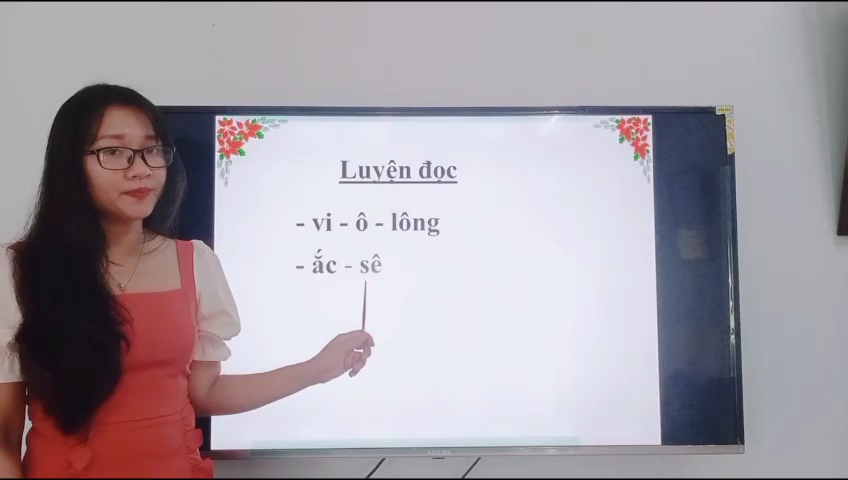 Luyện đọc
- vi - ô - lông
- ắc - sê